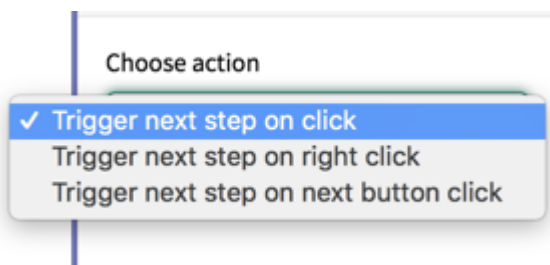 Choose action
✓ Trigger next step on click
Trigger next step on right click
Trigger next step on next button click